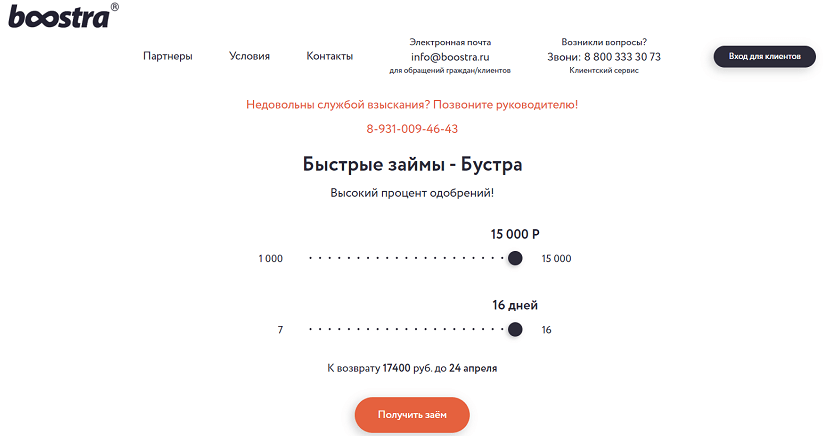 boostra®
Партнеры
Условия
Контакты
Электронная почта
info@boostra.ru
для обращений граждан/клиентов
Возникли вопросы?
Звони: 8 800 333 30 73
Клиентский сервис
Вход для клиентов
Недовольны службой взыскания? Позвоните руководителю!
8-931-009-46-43
Быстрые займы - Бустра
Высокий процент одобрений!
15 000 Р
1 000
15 000
16 дней
7
16
К возврату 17400 руб. до 24 апреля
Получить заём